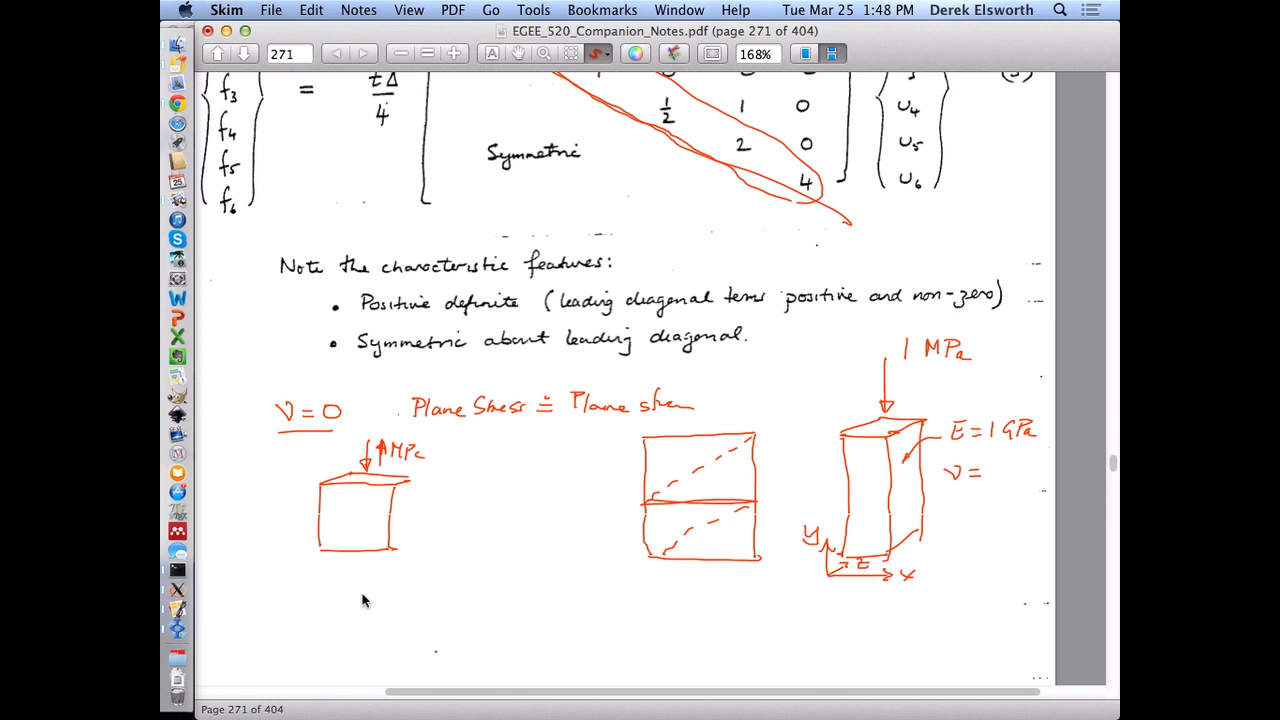 Skim File Edit Notes View PDF Go Tools Bookmarks Window Help Tue Mar 25 1:48 PM Derek Elsworth
EGEE_520_Companion_Notes.pdf (page 271 of 404)
271 168%
f3 = tΔ/4
f4 ½ 1 0 u4
f5 Symmetric 2 0 u5
f6 4 u6
Note the characteristic features:
• Positive definite (leading diagonal terms positive and non-zero)
• Symmetric about leading diagonal.
1 MPa
ν = 0 Plane Stress ≐ Plane strain
E = 1 GPa
1 MPa
ν =
y
z
x
Page 271 of 404